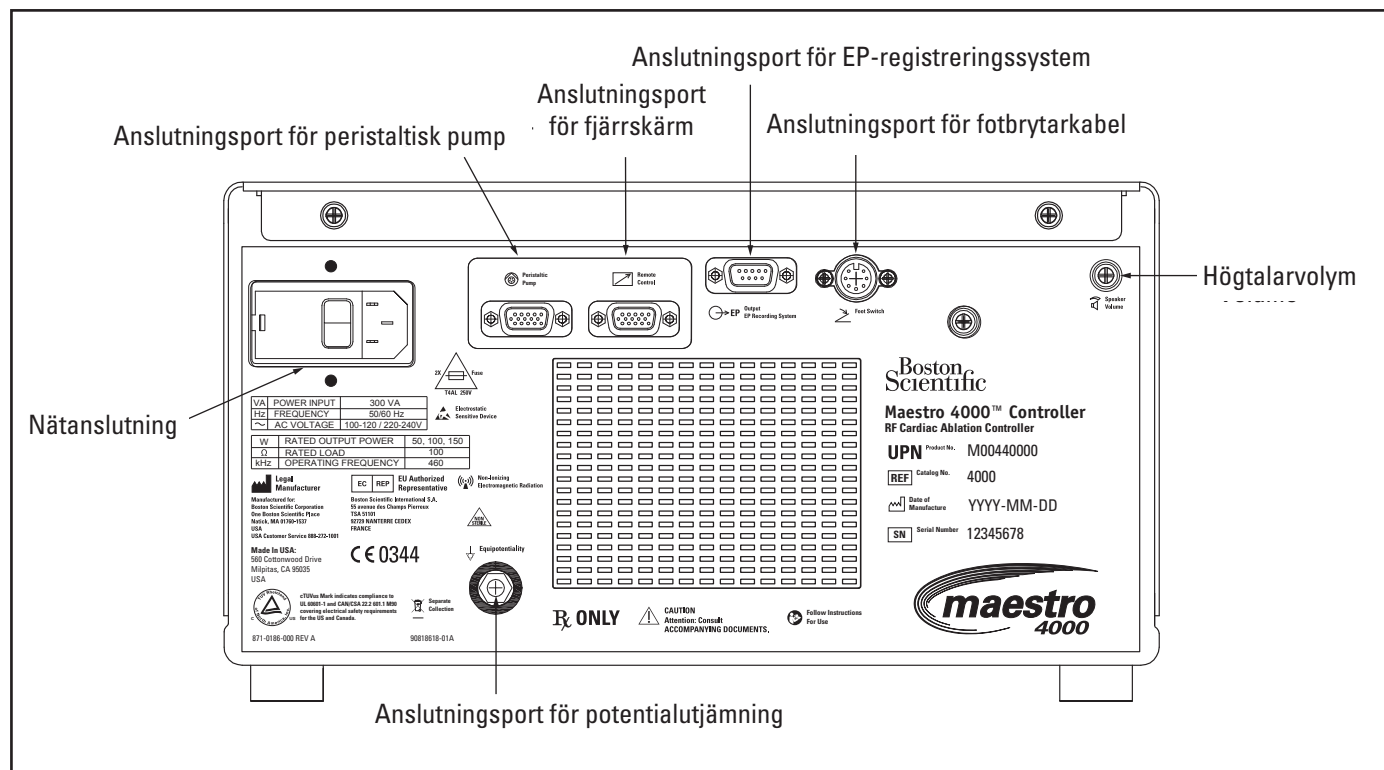 Anslutningsport för EP-registreringssystem
Anslutningsport
för fjärrskärm
Anslutningsport för peristaltisk pump
Anslutningsport för fotbrytarkabel
Högtalarvolym
Nätanslutning
Peristaltic
Pump
Remote
Control
EP
Output
EP Recording System
Foot Switch
Speaker
Volume
2X Fuse
T4AL 250V
VA POWER INPUT 300 VA
Hz FREQUENCY 50/60 Hz
~ AC VOLTAGE 100-120 / 220-240V
Electrostatic
Sensitive Device
W RATED OUTPUT POWER 50, 100, 150
Ω RATED LOAD 100
kHz OPERATING FREQUENCY 460
Legal
Manufacturer
Manufactured for:
Boston Scientific Corporation
One Boston Scientific Place
Natick, MA 01760-1537
USA
USA Customer Service 888-272-1001
EC REP EU Authorized
Representative
Boston Scientific International S.A.
55 avenue des Champs Pierreux
TSA 51101
92729 NANTERRE CEDEX
FRANCE
Non-Ionizing
Electromagnetic Radiation
NON
STERILE
Made In USA:
560 Cottonwood Drive
Milpitas, CA 95035
USA
CE 0344
Equipotentiality
cTUVus Mark indicates compliance to
UL 60601-1 and CAN/CSA 22.2 601.1 M90
covering electrical safety requirements
for the US and Canada.
Separate
Collection
871-0186-000 REV A
90818618-01A
Rx ONLY
CAUTION
Attention: Consult
ACCOMPANYING DOCUMENTS.
Follow Instructions
For Use
Boston
Scientific
Maestro 4000™ Controller
RF Cardiac Ablation Controller
UPN Product No. M00440000
REF Catalog No. 4000
Date of
Manufacture YYYY-MM-DD
SN Serial Number 12345678
maestro
4000
Anslutningsport för potentialutjämning